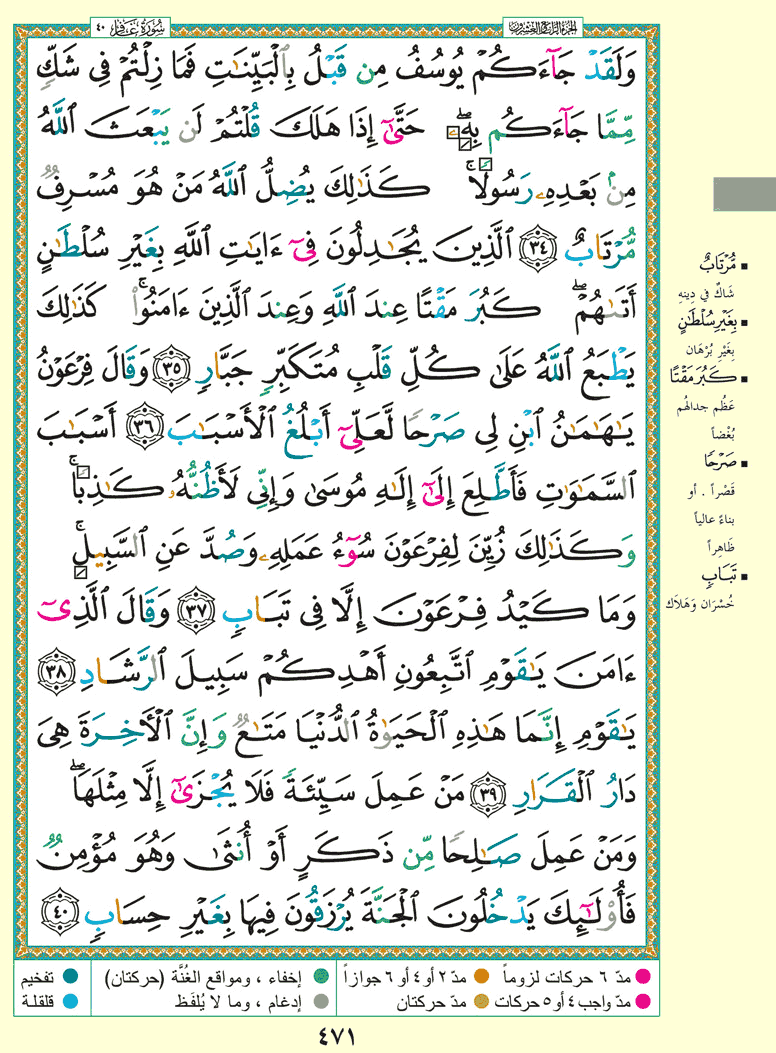 الجزء الرابع والعشرون
سُورَةُ غَافِرٍ ٤٠
وَلَقَدْ جَآءَكُمْ يُوسُفُ مِن قَبْلُ بِٱلْبَيِّنَـٰتِ فَمَا زِلْتُمْ فِى شَكٍّ
مِّمَّا جَآءَكُم بِهِۦۖ حَتَّىٰٓ إِذَا هَلَكَ قُلْتُمْ لَن يَبْعَثَ ٱللَّهُ
مِنۢ بَعْدِهِۦ رَسُولًاۚ كَذَٰلِكَ يُضِلُّ ٱللَّهُ مَنْ هُوَ مُسْرِفٌ
مُّرْتَابٌ ٣٤ ٱلَّذِينَ يُجَـٰدِلُونَ فِىٓ ءَايَـٰتِ ٱللَّهِ بِغَيْرِ سُلْطَـٰنٍ
أَتَىٰهُمْۖ كَبُرَ مَقْتًا عِندَ ٱللَّهِ وَعِندَ ٱلَّذِينَ ءَامَنُوا۟ۚ كَذَٰلِكَ
يَطْبَعُ ٱللَّهُ عَلَىٰ كُلِّ قَلْبِ مُتَكَبِّرٍ جَبَّارٍ ٣٥ وَقَالَ فِرْعَوْنُ
يَـٰهَـٰمَـٰنُ ٱبْنِ لِى صَرْحًا لَّعَلِّىٓ أَبْلُغُ ٱلْأَسْبَـٰبَ ٣٦ أَسْبَـٰبَ
ٱلسَّمَـٰوَٰتِ فَأَطَّلِعَ إِلَىٰٓ إِلَـٰهِ مُوسَىٰ وَإِنِّى لَأَظُنُّهُۥ كَـٰذِبًاۚ
وَكَذَٰلِكَ زُيِّنَ لِفِرْعَوْنَ سُوٓءُ عَمَلِهِۦ وَصُدَّ عَنِ ٱلسَّبِيلِۚ
وَمَا كَيْدُ فِرْعَوْنَ إِلَّا فِى تَبَابٍ ٣٧ وَقَالَ ٱلَّذِىٓ
ءَامَنَ يَـٰقَوْمِ ٱتَّبِعُونِ أَهْدِكُمْ سَبِيلَ ٱلرَّشَادِ ٣٨
يَـٰقَوْمِ إِنَّمَا هَـٰذِهِ ٱلْحَيَوٰةُ ٱلدُّنْيَا مَتَـٰعٌ وَإِنَّ ٱلْـَٔاخِرَةَ هِىَ
دَارُ ٱلْقَرَارِ ٣٩ مَنْ عَمِلَ سَيِّئَةً فَلَا يُجْزَىٰٓ إِلَّا مِثْلَهَاۖ
وَمَنْ عَمِلَ صَـٰلِحًا مِّن ذَكَرٍ أَوْ أُنثَىٰ وَهُوَ مُؤْمِنٌ
فَأُو۟لَـٰٓئِكَ يَدْخُلُونَ ٱلْجَنَّةَ يُرْزَقُونَ فِيهَا بِغَيْرِ حِسَابٍ ٤٠
مُّرْتَابٌ
شَاكٌّ في دِينِهِ
بِغَيْرِ سُلْطَـٰنٍ
بِغَيْرِ بُرْهَان
كَبُرَ مَقْتًا
عَظُم جدالهُم
بُغْضاً
صَرْحًا
قَصْراً . أو
بناءً عالياً
ظَاهِراً
تَبَابٍ
خُسْرَان وَهَلاك
مدّ ٦ حركات لزوماً
مدّ ٢ أو ٤ أو ٦ جوازاً
إخفاء ، ومواقع الغُنَّة (حركتان)
تفخيم
مدّ واجب ٤ أو ٥ حركات
مدّ حركتان
إدغام ، وما لا يُلفَظ
قلقلة
٤٧١